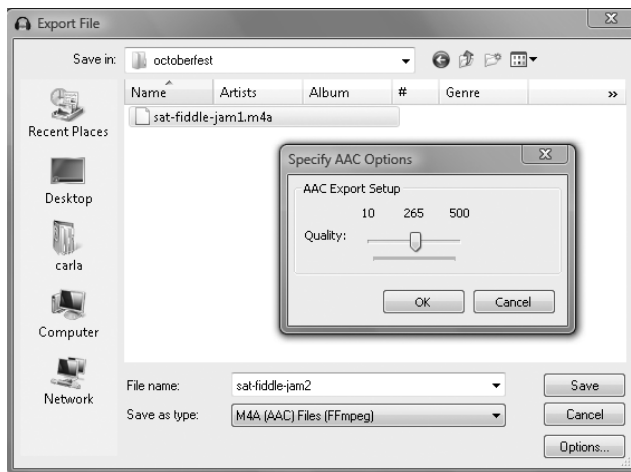 Export File
Save in: octoberfest
Name Artists Album # Genre »
sat-fiddle-jam1.m4a
Recent Places
Desktop
carla
Computer
Network
Specify AAC Options
AAC Export Setup
10 265 500
Quality:
OK Cancel
File name: sat-fiddle-jam2 Save
Save as type: M4A (AAC) Files (FFmpeg) Cancel
Options...